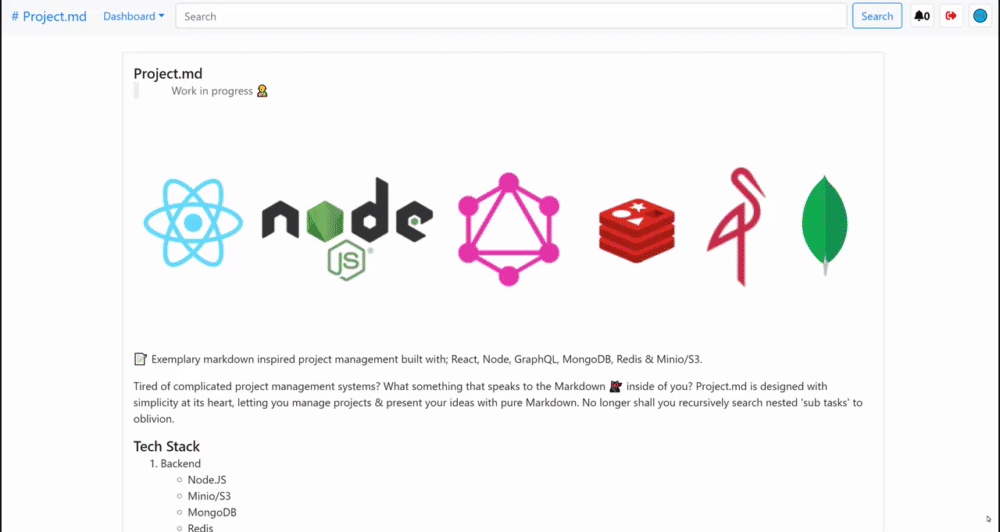 # Project.md Dashboard Search Search 0
Project.md
Work in progress
node
JS
Exemplary markdown inspired project management built with; React, Node, GraphQL, MongoDB, Redis & Minio/S3.
Tired of complicated project management systems? What something that speaks to the Markdown inside of you? Project.md is designed with
simplicity at its heart, letting you manage projects & present your ideas with pure Markdown. No longer shall you recursively search nested 'sub tasks' to
oblivion.
Tech Stack
1. Backend
Node.JS
Minio/S3
MongoDB
Redis